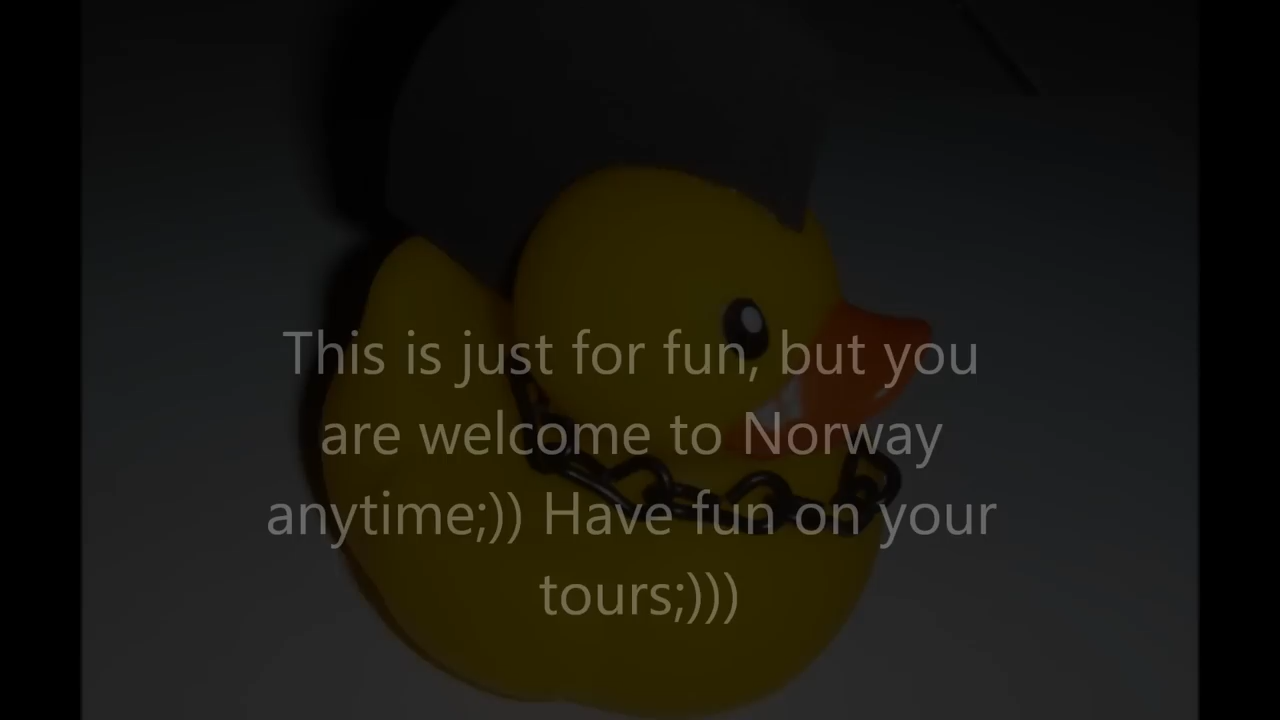 This is just for fun, but you
are welcome to Norway
anytime;)) Have fun on your
tours;)))